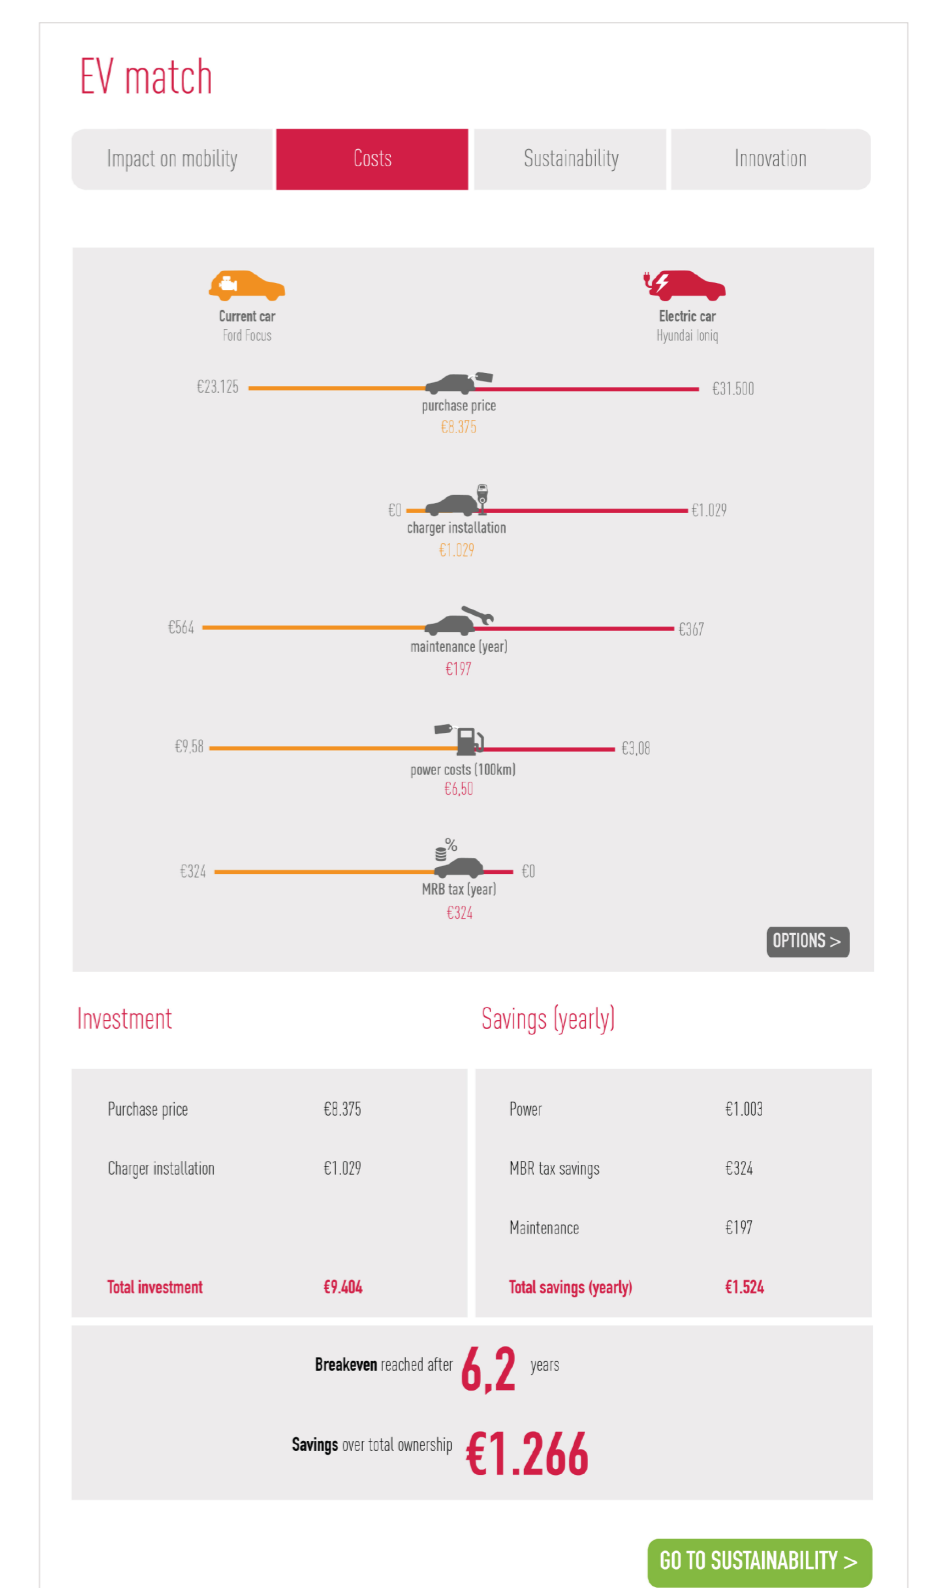 EV match
Impact on mobility
Costs
Sustainability
Innovation
Current car
Ford Focus
Electric car
Hyundai Ioniq
€23.125
€31.500
purchase price
€8.375
€0
€1.029
charger installation
€1.029
€564
€367
maintenance (year)
€197
€9,58
€3,08
power costs (100km)
€6,50
%
€324
€0
MRB tax (year)
€324
OPTIONS >
Investment
Savings (yearly)
Purchase price €8.375
Charger installation €1.029
Total investment €9.404
Power €1.003
MBR tax savings €324
Maintenance €197
Total savings (yearly) €1.524
Breakeven reached after 6,2 years
Savings over total ownership €1.266
GO TO SUSTAINABILITY >